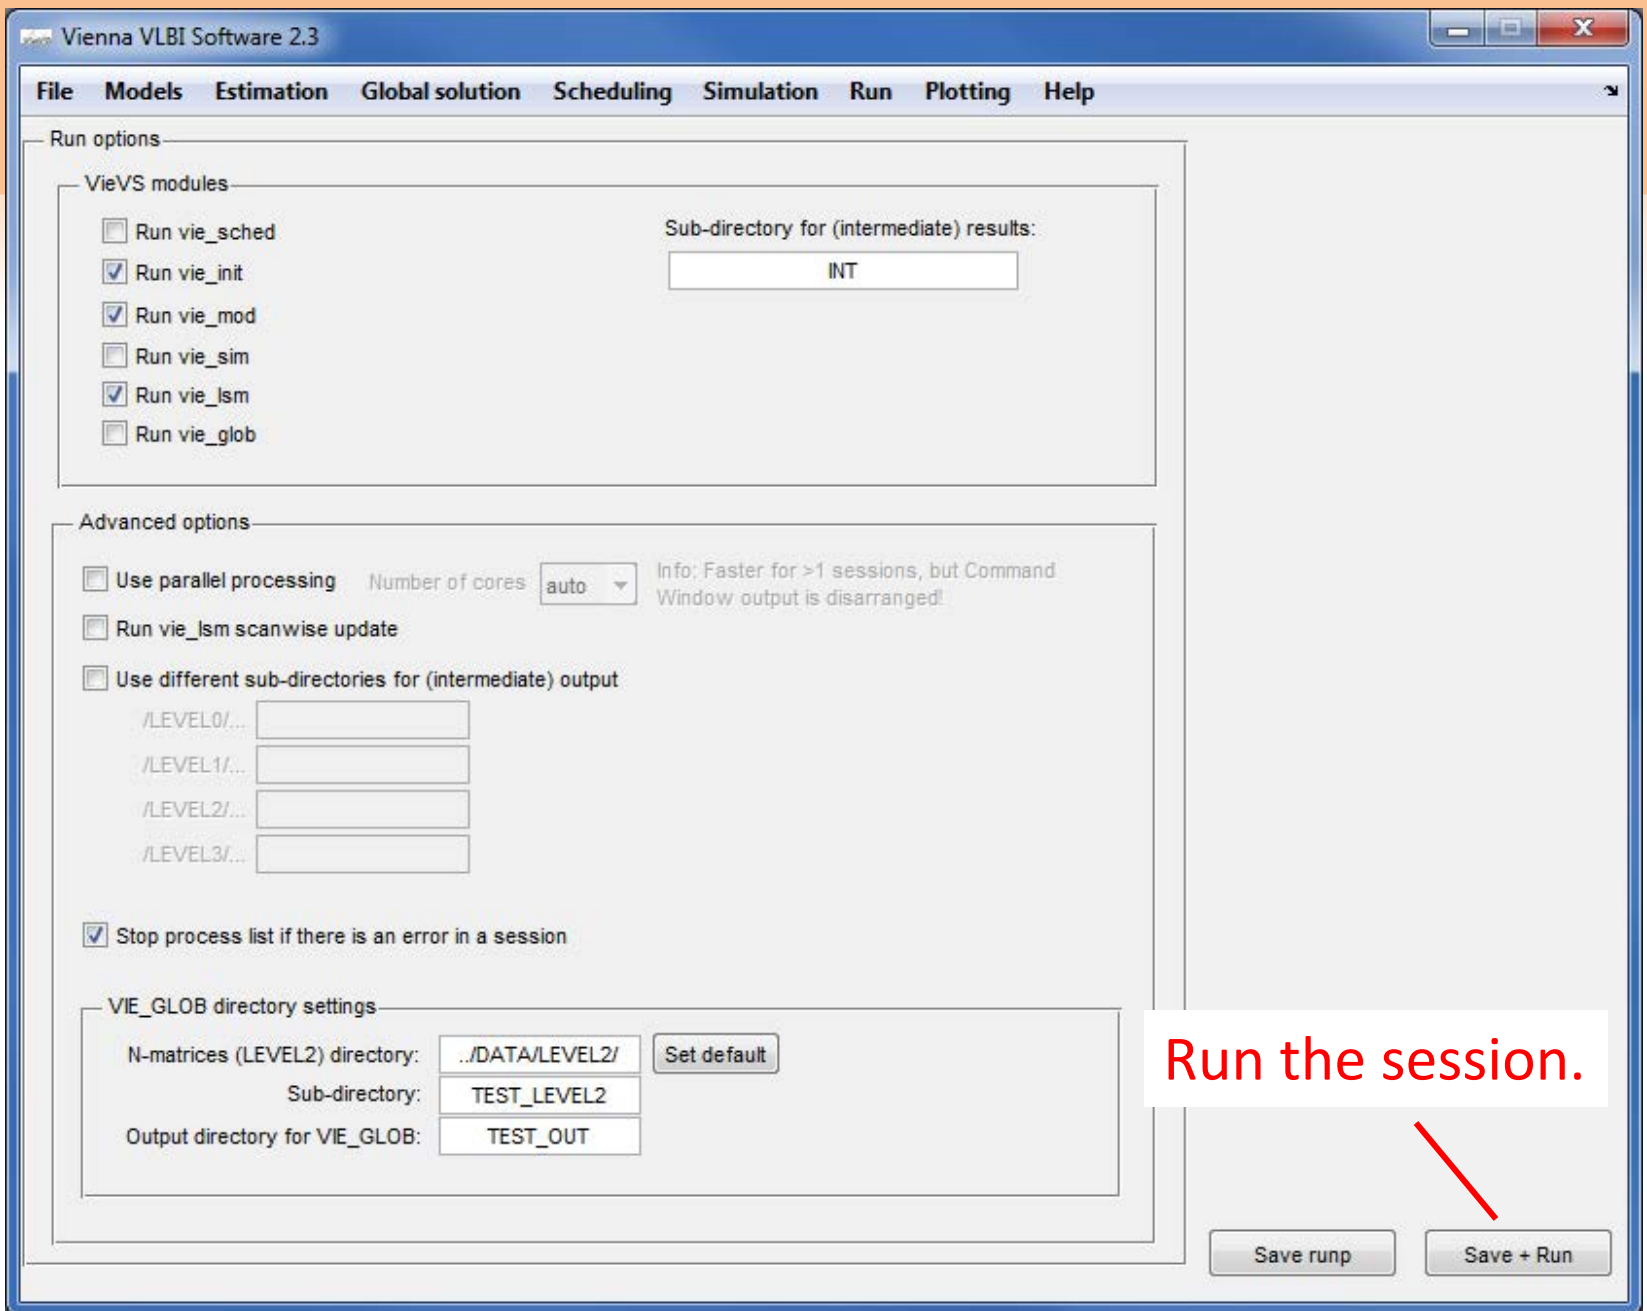 Vienna VLBI Software 2.3
File Models Estimation Global solution Scheduling Simulation Run Plotting Help
Run options
VieVS modules
Run vie_sched
Sub-directory for (intermediate) results:
Run vie_init
INT
Run vie_mod
Run vie_sim
Run vie_lsm
Run vie_glob
Advanced options
Use parallel processing Number of cores auto
Info: Faster for >1 sessions, but Command
Window output is disarranged!
Run vie_lsm scanwise update
Use different sub-directories for (intermediate) output
/LEVEL0/...
/LEVEL1/...
/LEVEL2/...
/LEVEL3/...
Stop process list if there is an error in a session
VIE_GLOB directory settings
N-matrices (LEVEL2) directory: ../DATA/LEVEL2/ Set default
Sub-directory: TEST_LEVEL2
Output directory for VIE_GLOB: TEST_OUT
Run the session.
Save runp Save + Run